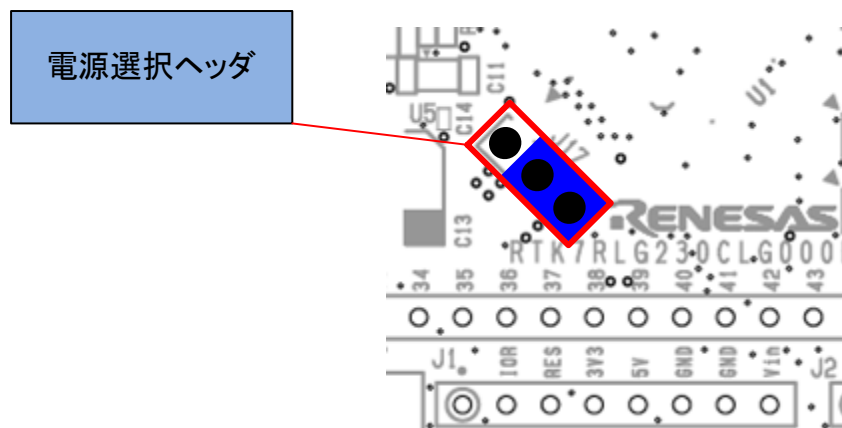 電源選択ヘッダ
C11
U5
C14
J17
U1
C13
RENESAS
RTK7RLG230CLG000
34 35 36 37 38 39 40 41 42 43
J1 IOR RES 3V3 5V GND GND Vin J2